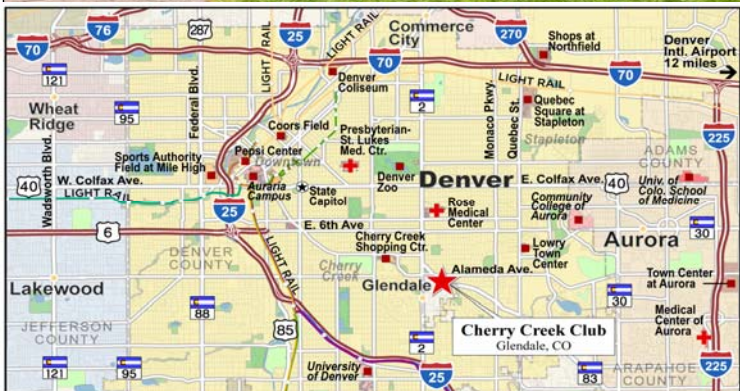 76
287
25
LIGHT RAIL
LIGHT RAIL
Commerce
City
270
Shops at
Northfield
Denver
Intl. Airport
12 miles
70
70
70
LIGHT RAIL
121
Denver
Coliseum
2
Wheat
Ridge
95
Federal Blvd.
Monaco Pkwy.
Quebec St.
Quebec
Square at
Stapleton
Stapleton
225
Coors Field
Presbyterian-
St. Lukes
Med. Ctr.
ADAMS
COUNTY
Pepsi Center
Downtown
Sports Authority
Field at Mile High
Denver
Zoo
Wadsworth Blvd.
40
W. Colfax Ave.
LIGHT RAIL
Auraria
Campus
State
Capitol
Denver
E. Colfax Ave.
40
Univ. of
Colo. School
of Medicine
25
Rose
Medical
Center
Community
College of
Aurora
30
6
E. 6th Ave
Cherry Creek
Shopping Ctr.
Lowry
Town
Center
Aurora
DENVER
COUNTY
LIGHT RAIL
Cherry
Creek
Alameda Ave.
Lakewood
Glendale
Town Center
at Aurora
88
30
JEFFERSON
COUNTY
85
Cherry Creek Club
Glendale, CO
Medical
Center of
Aurora
2
121
95
University
of Denver
25
83
ARAPAHOE
COUNTY
225